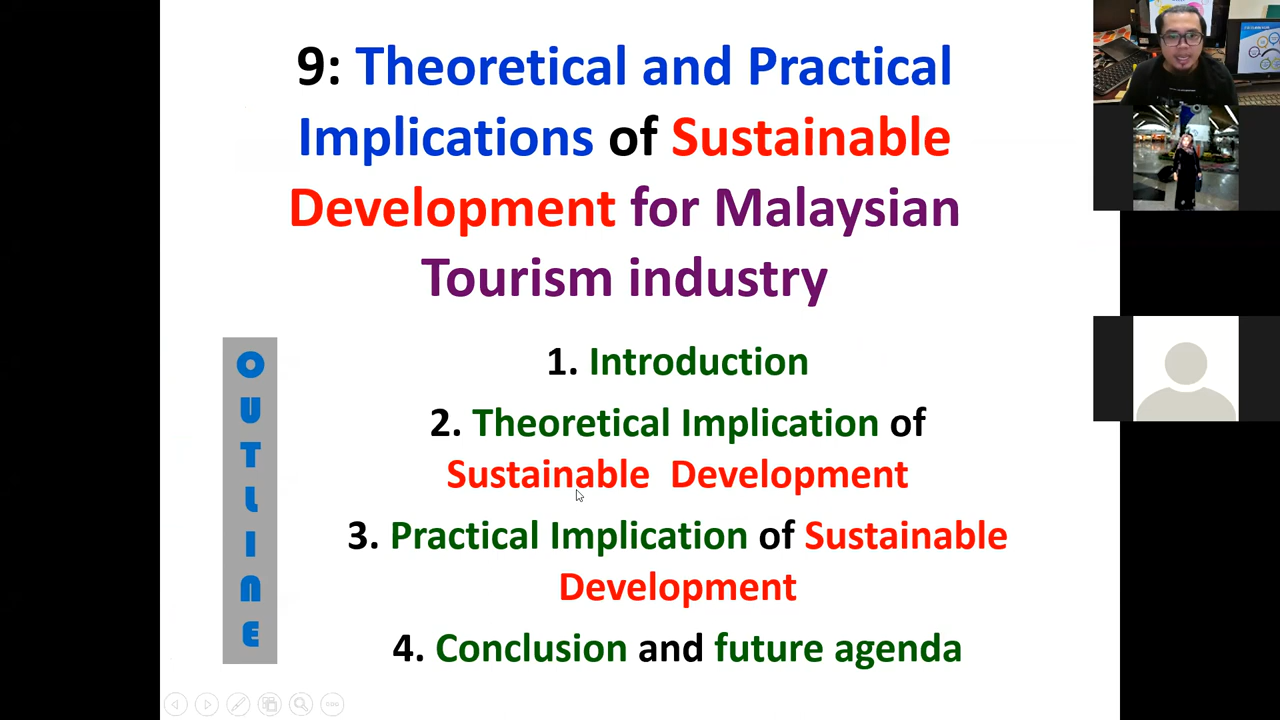 9: Theoretical and Practical
Implications of Sustainable
Development for Malaysian
Tourism industry
OUTLINE
1. Introduction
2. Theoretical Implication of
Sustainable Development
3. Practical Implication of Sustainable
Development
4. Conclusion and future agenda